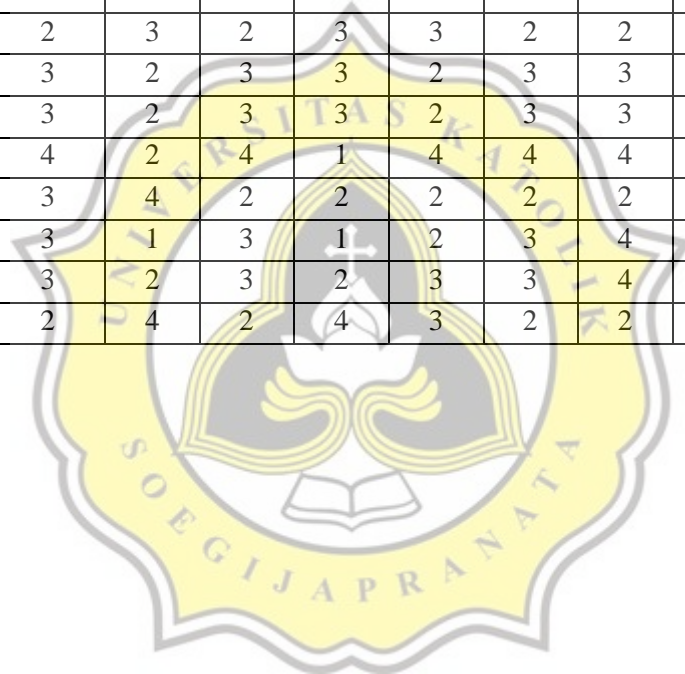 2 3 2 3 3 2 2
3 2 3 3 2 3 3
3 2 3 3 2 3 3
4 2 4 1 4 4 4
3 4 2 2 2 2 2
3 1 3 1 2 3 4
3 2 3 2 3 3 4
2 4 2 4 3 2 2
UNIVERSITAS KATOLIK
SOEGIJAPRANATA